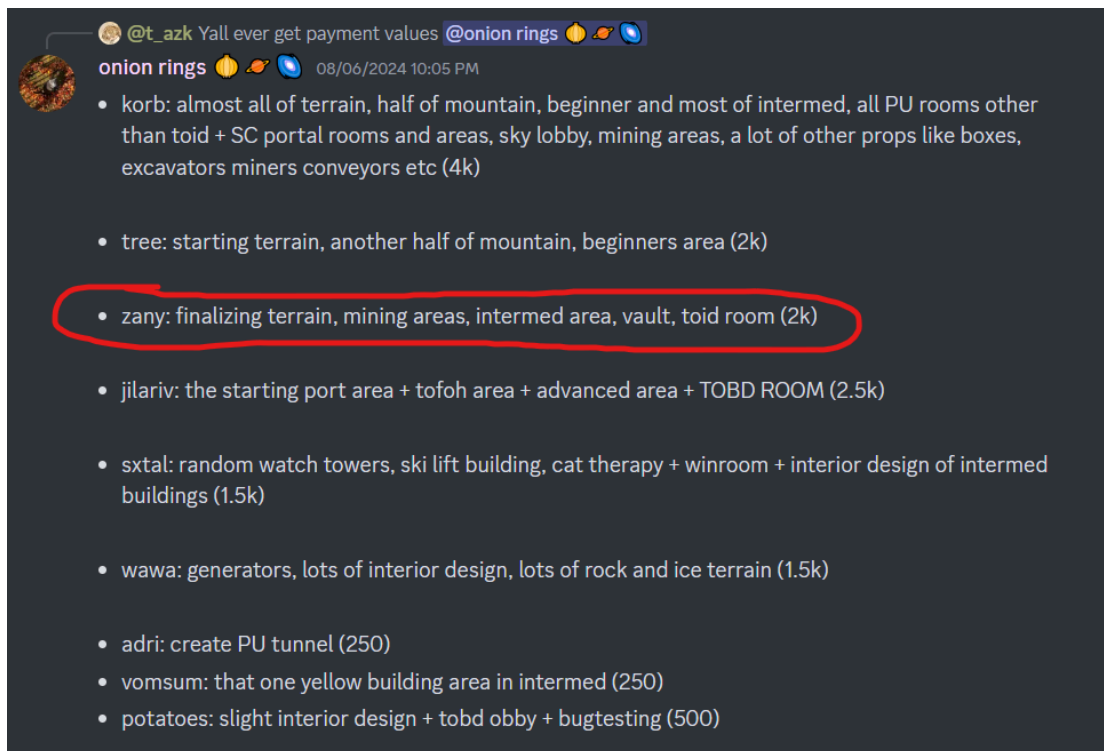 @t_azk Yall ever get payment values @onion rings
onion rings 08/06/2024 10:05 PM
• korb: almost all of terrain, half of mountain, beginner and most of intermed, all PU rooms other
than toid + SC portal rooms and areas, sky lobby, mining areas, a lot of other props like boxes,
excavators miners conveyors etc (4k)
• tree: starting terrain, another half of mountain, beginners area (2k)
• zany: finalizing terrain, mining areas, intermed area, vault, toid room (2k)
• jilariv: the starting port area + tofoh area + advanced area + TOBD ROOM (2.5k)
• sxtal: random watch towers, ski lift building, cat therapy + winroom + interior design of intermed
buildings (1.5k)
• wawa: generators, lots of interior design, lots of rock and ice terrain (1.5k)
• adri: create PU tunnel (250)
• vomsum: that one yellow building area in intermed (250)
• potatoes: slight interior design + tobd obby + bugtesting (500)